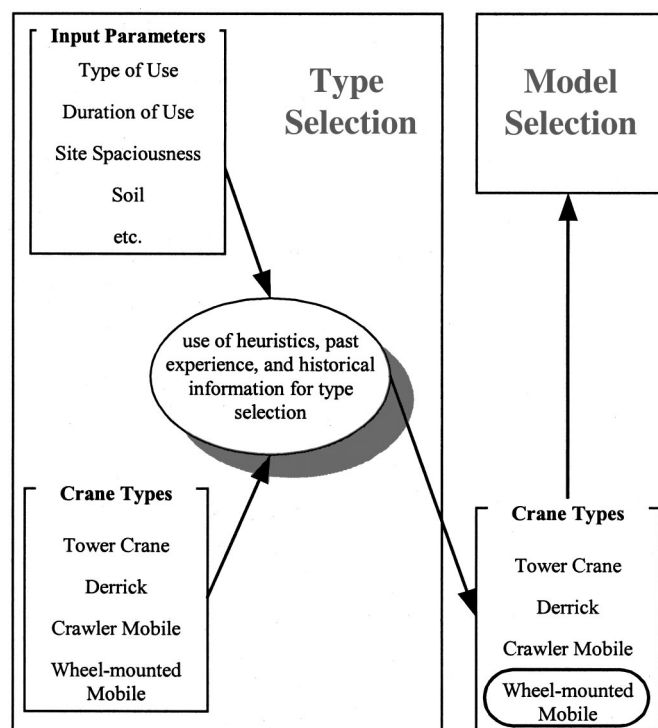 Input Parameters
Type of Use
Duration of Use
Site Spaciousness
Soil
etc.
Type
Selection
use of heuristics, past
experience, and historical
information for type
selection
Crane Types
Tower Crane
Derrick
Crawler Mobile
Wheel-mounted
Mobile
Model
Selection
Crane Types
Tower Crane
Derrick
Crawler Mobile
Wheel-mounted
Mobile